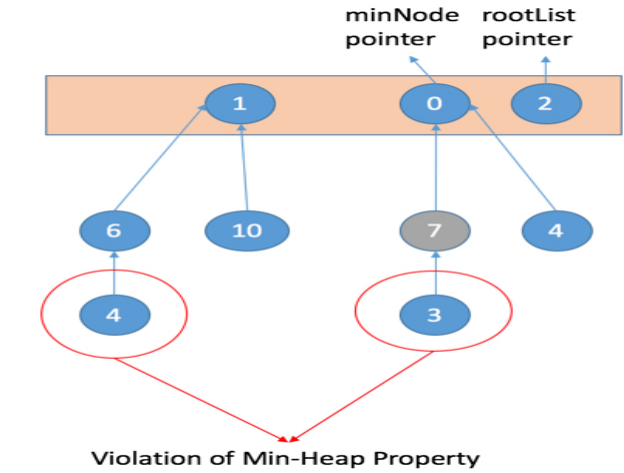 minNode rootList
pointer pointer
1 0 2
6 10 7 4
4 3
Violation of Min-Heap Property